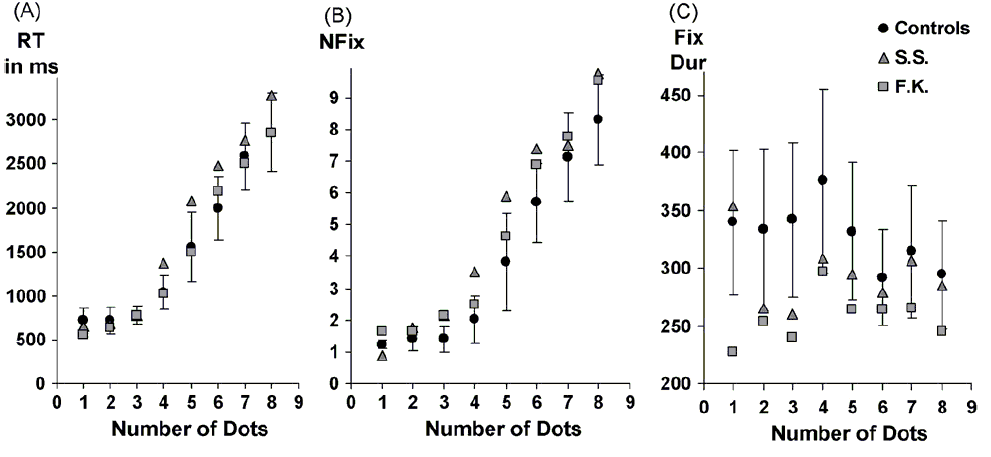 (A)
RT
in ms
3000
2500
2000
1500
1000
500
0
0 1 2 3 4 5 6 7 8 9
Number of Dots
(B)
NFix
9
8
7
6
5
4
3
2
1
0
0 1 2 3 4 5 6 7 8 9
Number of Dots
(C)
Fix
Dur
Controls
S.S.
F.K.
450
400
350
300
250
200
0 1 2 3 4 5 6 7 8 9
Number of Dots